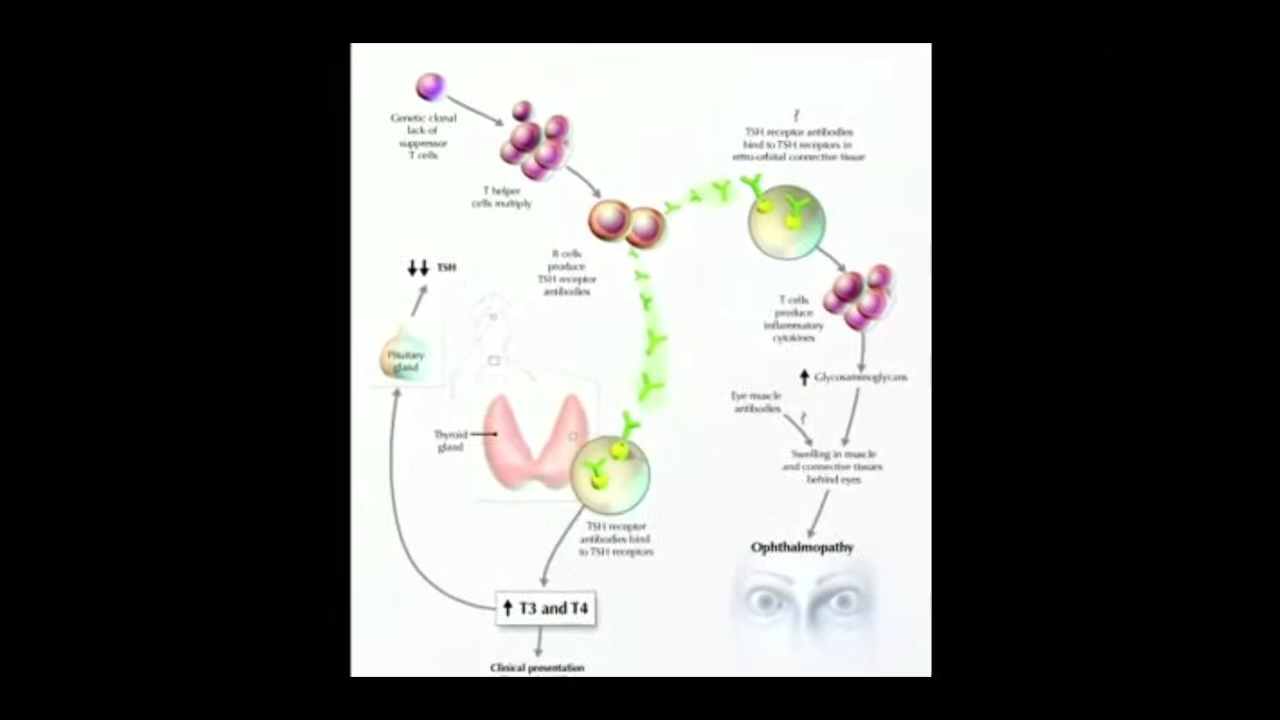 Genetic clonal
lack of
suppressor
T cells
T helper
cells multiply
B cells
produce
TSH receptor
antibodies
TSH receptor antibodies
bind to TSH receptors in
retro-orbital connective tissue
T cells
produce
inflammatory
cytokines
↑ Glycosaminoglycans
Eye muscle
antibodies
Swelling in muscle
and connective tissues
behind eyes
Ophthalmopathy
↓↓ TSH
Pituitary
gland
Thyroid
gland
TSH receptor
antibodies bind
to TSH receptors
↑ T3 and T4
Clinical presentation